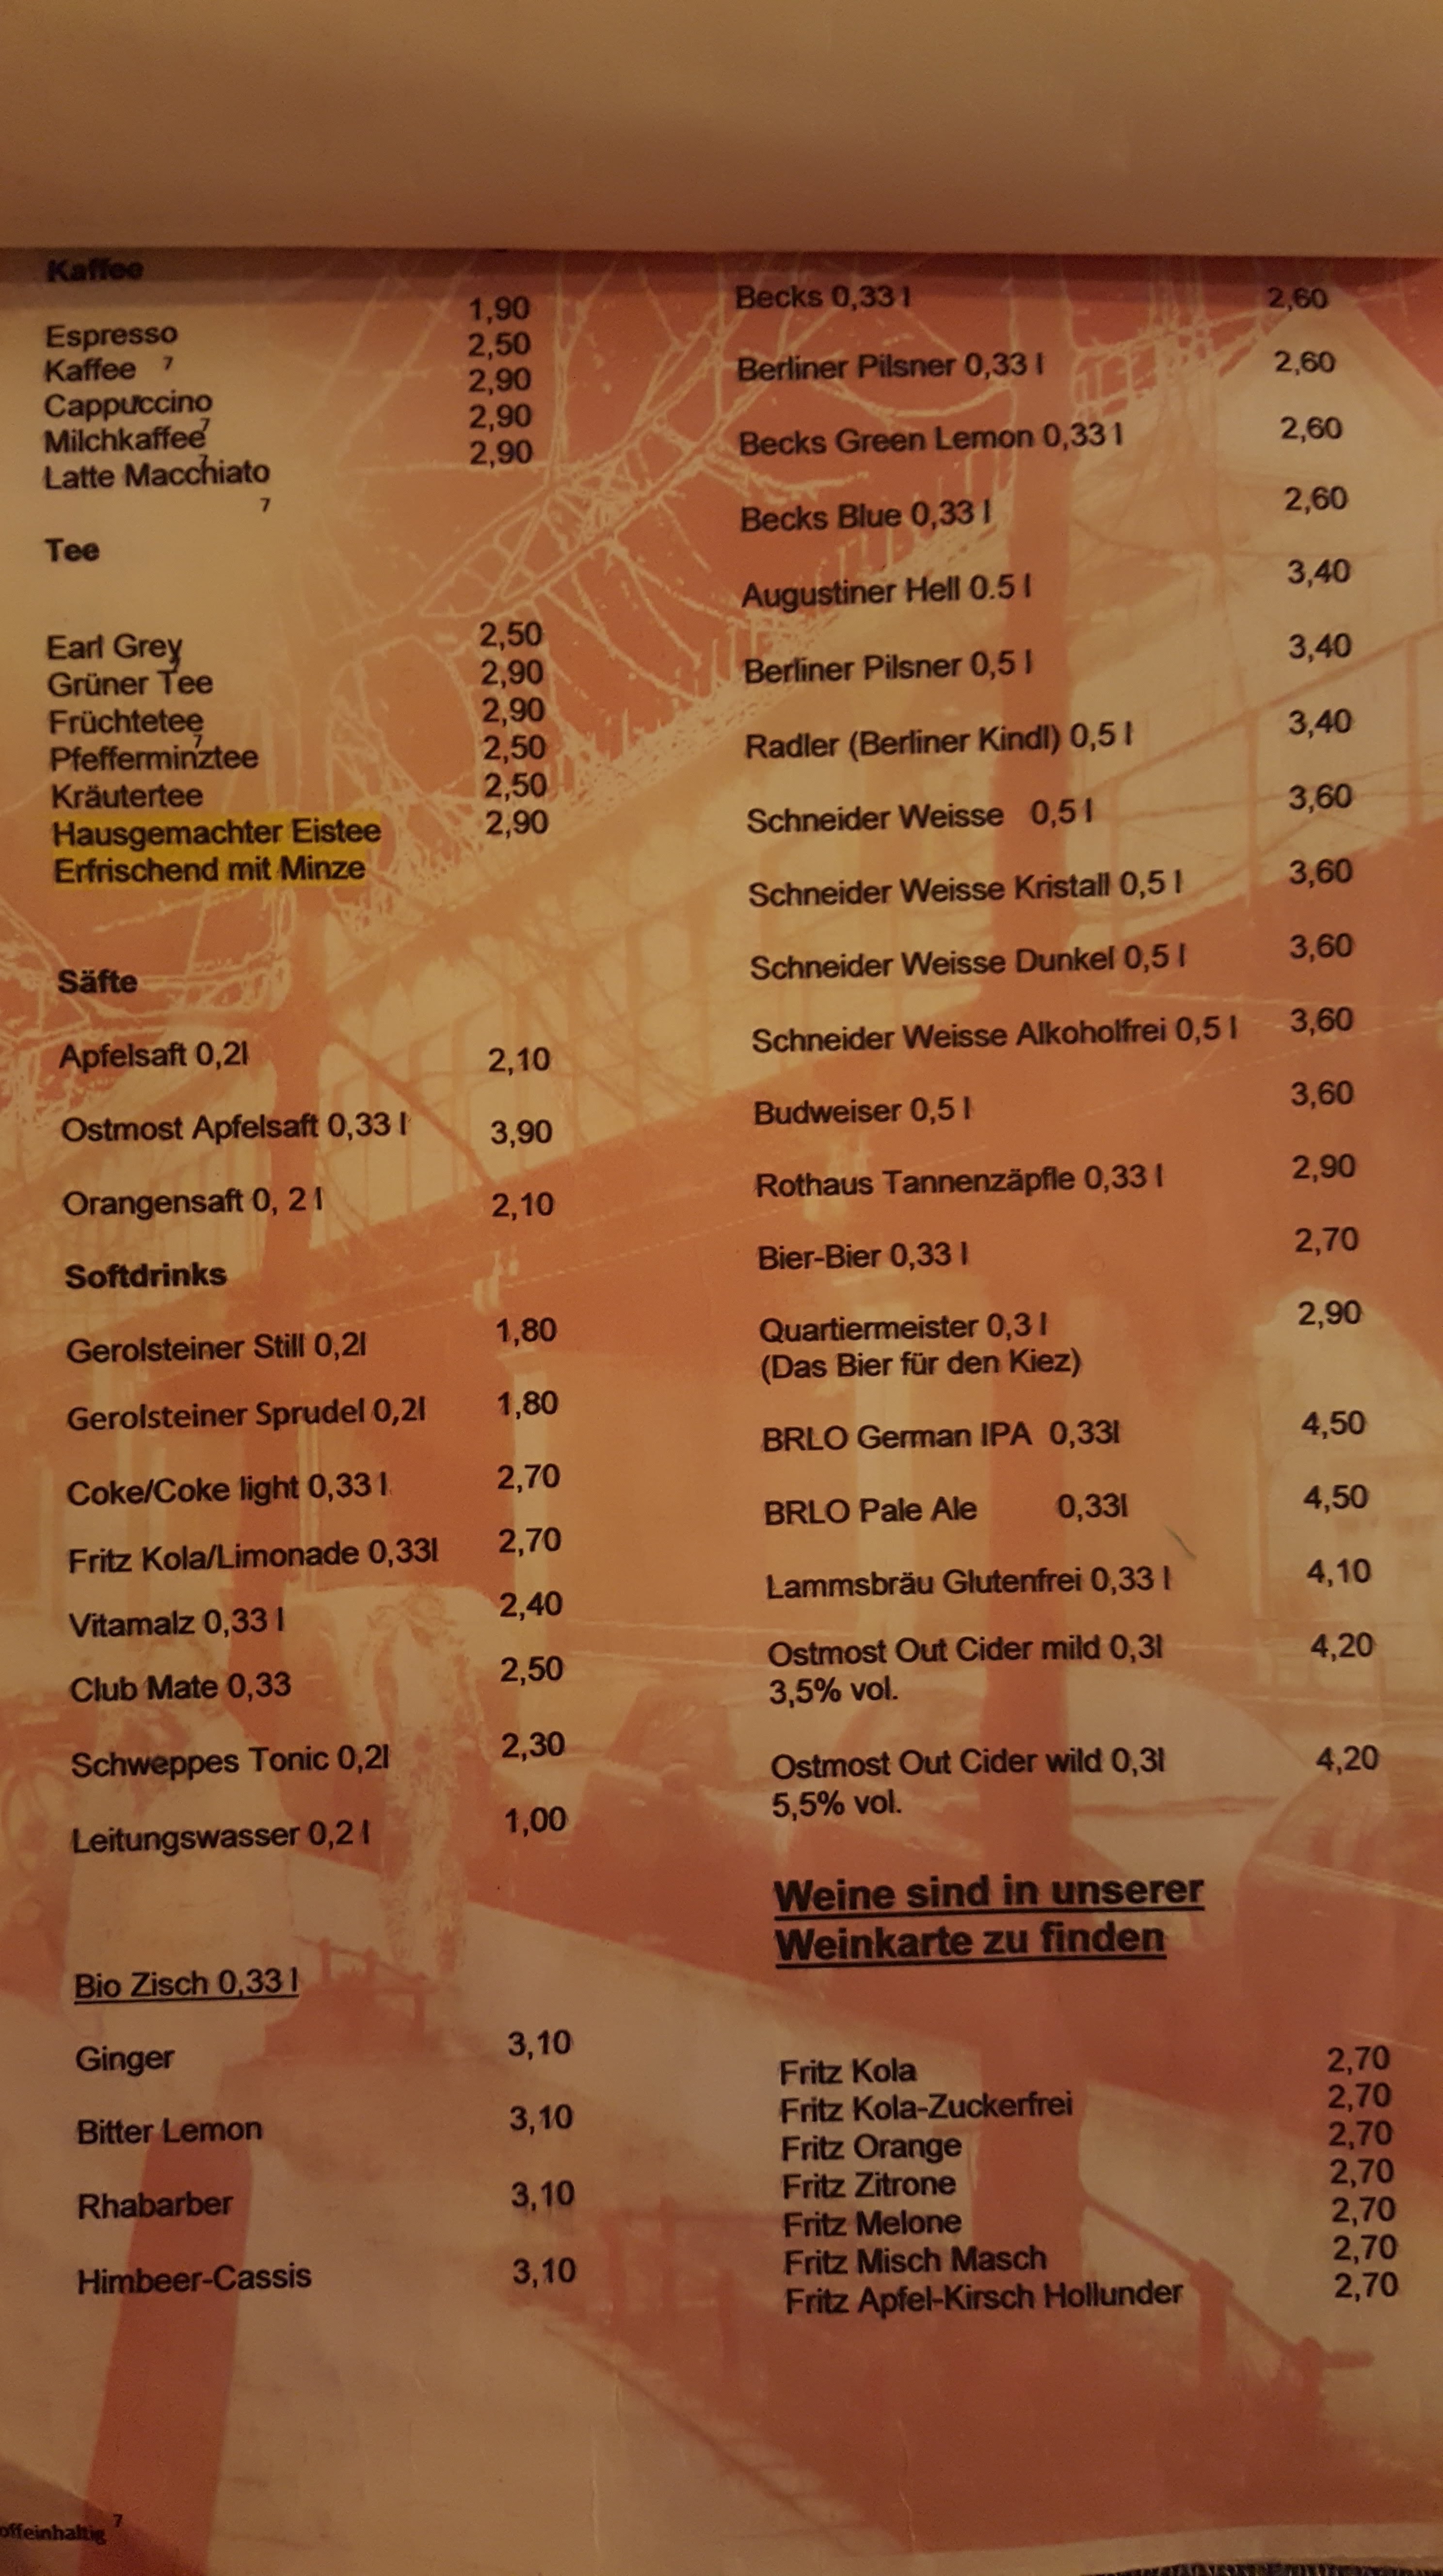 Kaffee
Espresso 1,90
Kaffee 7 2,50
Cappuccino 2,90
7
Milchkaffee 2,90
7
Latte Macchiato 2,90
7
Tee
Earl Grey 2,50
7
Grüner Tee 2,90
Früchtetee 2,90
7
Pfefferminztee 2,50
Kräutertee 2,50
Hausgemachter Eistee 2,90
Erfrischend mit Minze
Säfte
Apfelsaft 0,2l 2,10
Ostmost Apfelsaft 0,33 l 3,90
Orangensaft 0, 2 l 2,10
Softdrinks
Gerolsteiner Still 0,2l 1,80
Gerolsteiner Sprudel 0,2l 1,80
Coke/Coke light 0,33 l 2,70
Fritz Kola/Limonade 0,33l 2,70
Vitamalz 0,33 l 2,40
Club Mate 0,33 2,50
Schweppes Tonic 0,2l 2,30
Leitungswasser 0,2 l 1,00
Bio Zisch 0,33 l
Ginger 3,10
Bitter Lemon 3,10
Rhabarber 3,10
Himbeer-Cassis 3,10
Becks 0,33 l 2,60
Berliner Pilsner 0,33 l 2,60
Becks Green Lemon 0,33 l 2,60
Becks Blue 0,33 l 2,60
Augustiner Hell 0.5 l 3,40
Berliner Pilsner 0,5 l 3,40
Radler (Berliner Kindl) 0,5 l 3,40
Schneider Weisse 0,5 l 3,60
Schneider Weisse Kristall 0,5 l 3,60
Schneider Weisse Dunkel 0,5 l 3,60
Schneider Weisse Alkoholfrei 0,5 l 3,60
Budweiser 0,5 l 3,60
Rothaus Tannenzäpfle 0,33 l 2,90
Bier-Bier 0,33 l 2,70
Quartiermeister 0,3 l 2,90
(Das Bier für den Kiez)
BRLO German IPA 0,33l 4,50
BRLO Pale Ale 0,33l 4,50
Lammsbräu Glutenfrei 0,33 l 4,10
Ostmost Out Cider mild 0,3l 4,20
3,5% vol.
Ostmost Out Cider wild 0,3l 4,20
5,5% vol.
Weine sind in unserer
Weinkarte zu finden
Fritz Kola 2,70
Fritz Kola-Zuckerfrei 2,70
Fritz Orange 2,70
Fritz Zitrone 2,70
Fritz Melone 2,70
Fritz Misch Masch 2,70
Fritz Apfel-Kirsch Hollunder 2,70
offeinhaltig 7